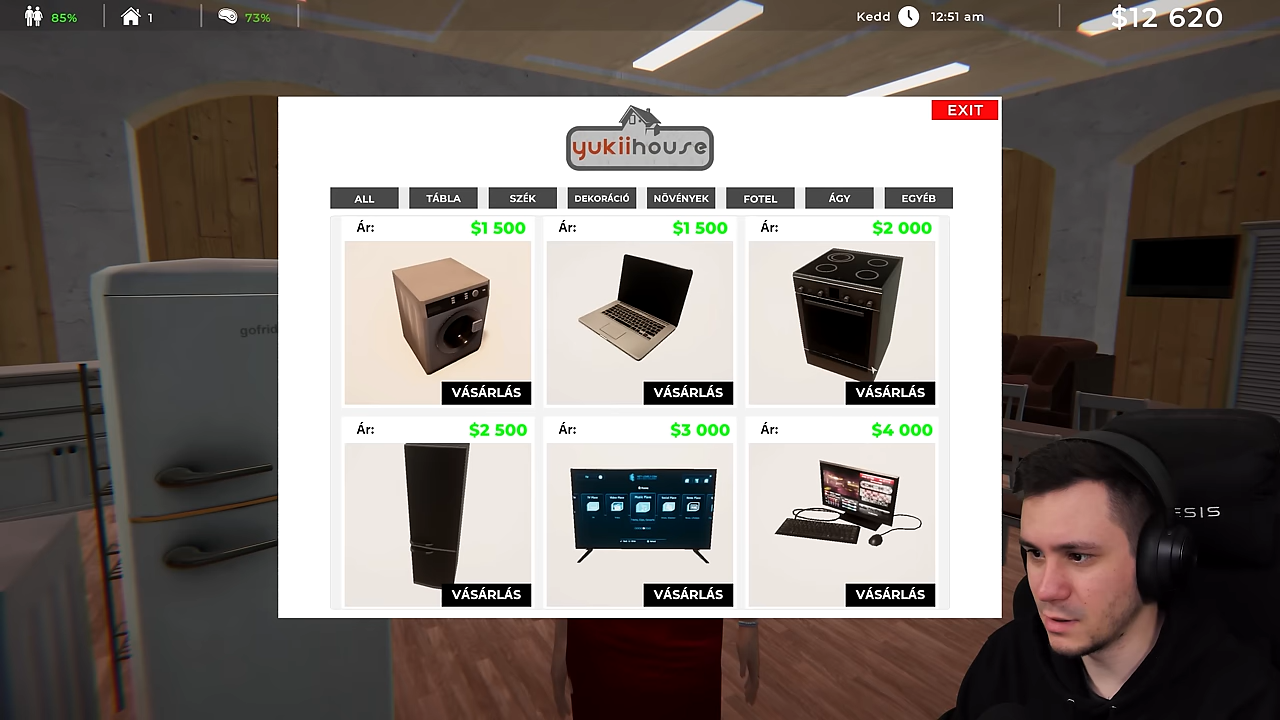 85%
1
73%
Kedd
12:51 am
$12 620
EXIT
yukiihouse
ALL
TÁBLA
SZÉK
DEKORÁCIÓ
NÖVÉNYEK
FOTEL
ÁGY
EGYÉB
Ár: $1 500
Ár: $1 500
Ár: $2 000
VÁSÁRLÁS
VÁSÁRLÁS
VÁSÁRLÁS
Ár: $2 500
Ár: $3 000
Ár: $4 000
VÁSÁRLÁS
VÁSÁRLÁS
VÁSÁRLÁS
gofrid
ESIS